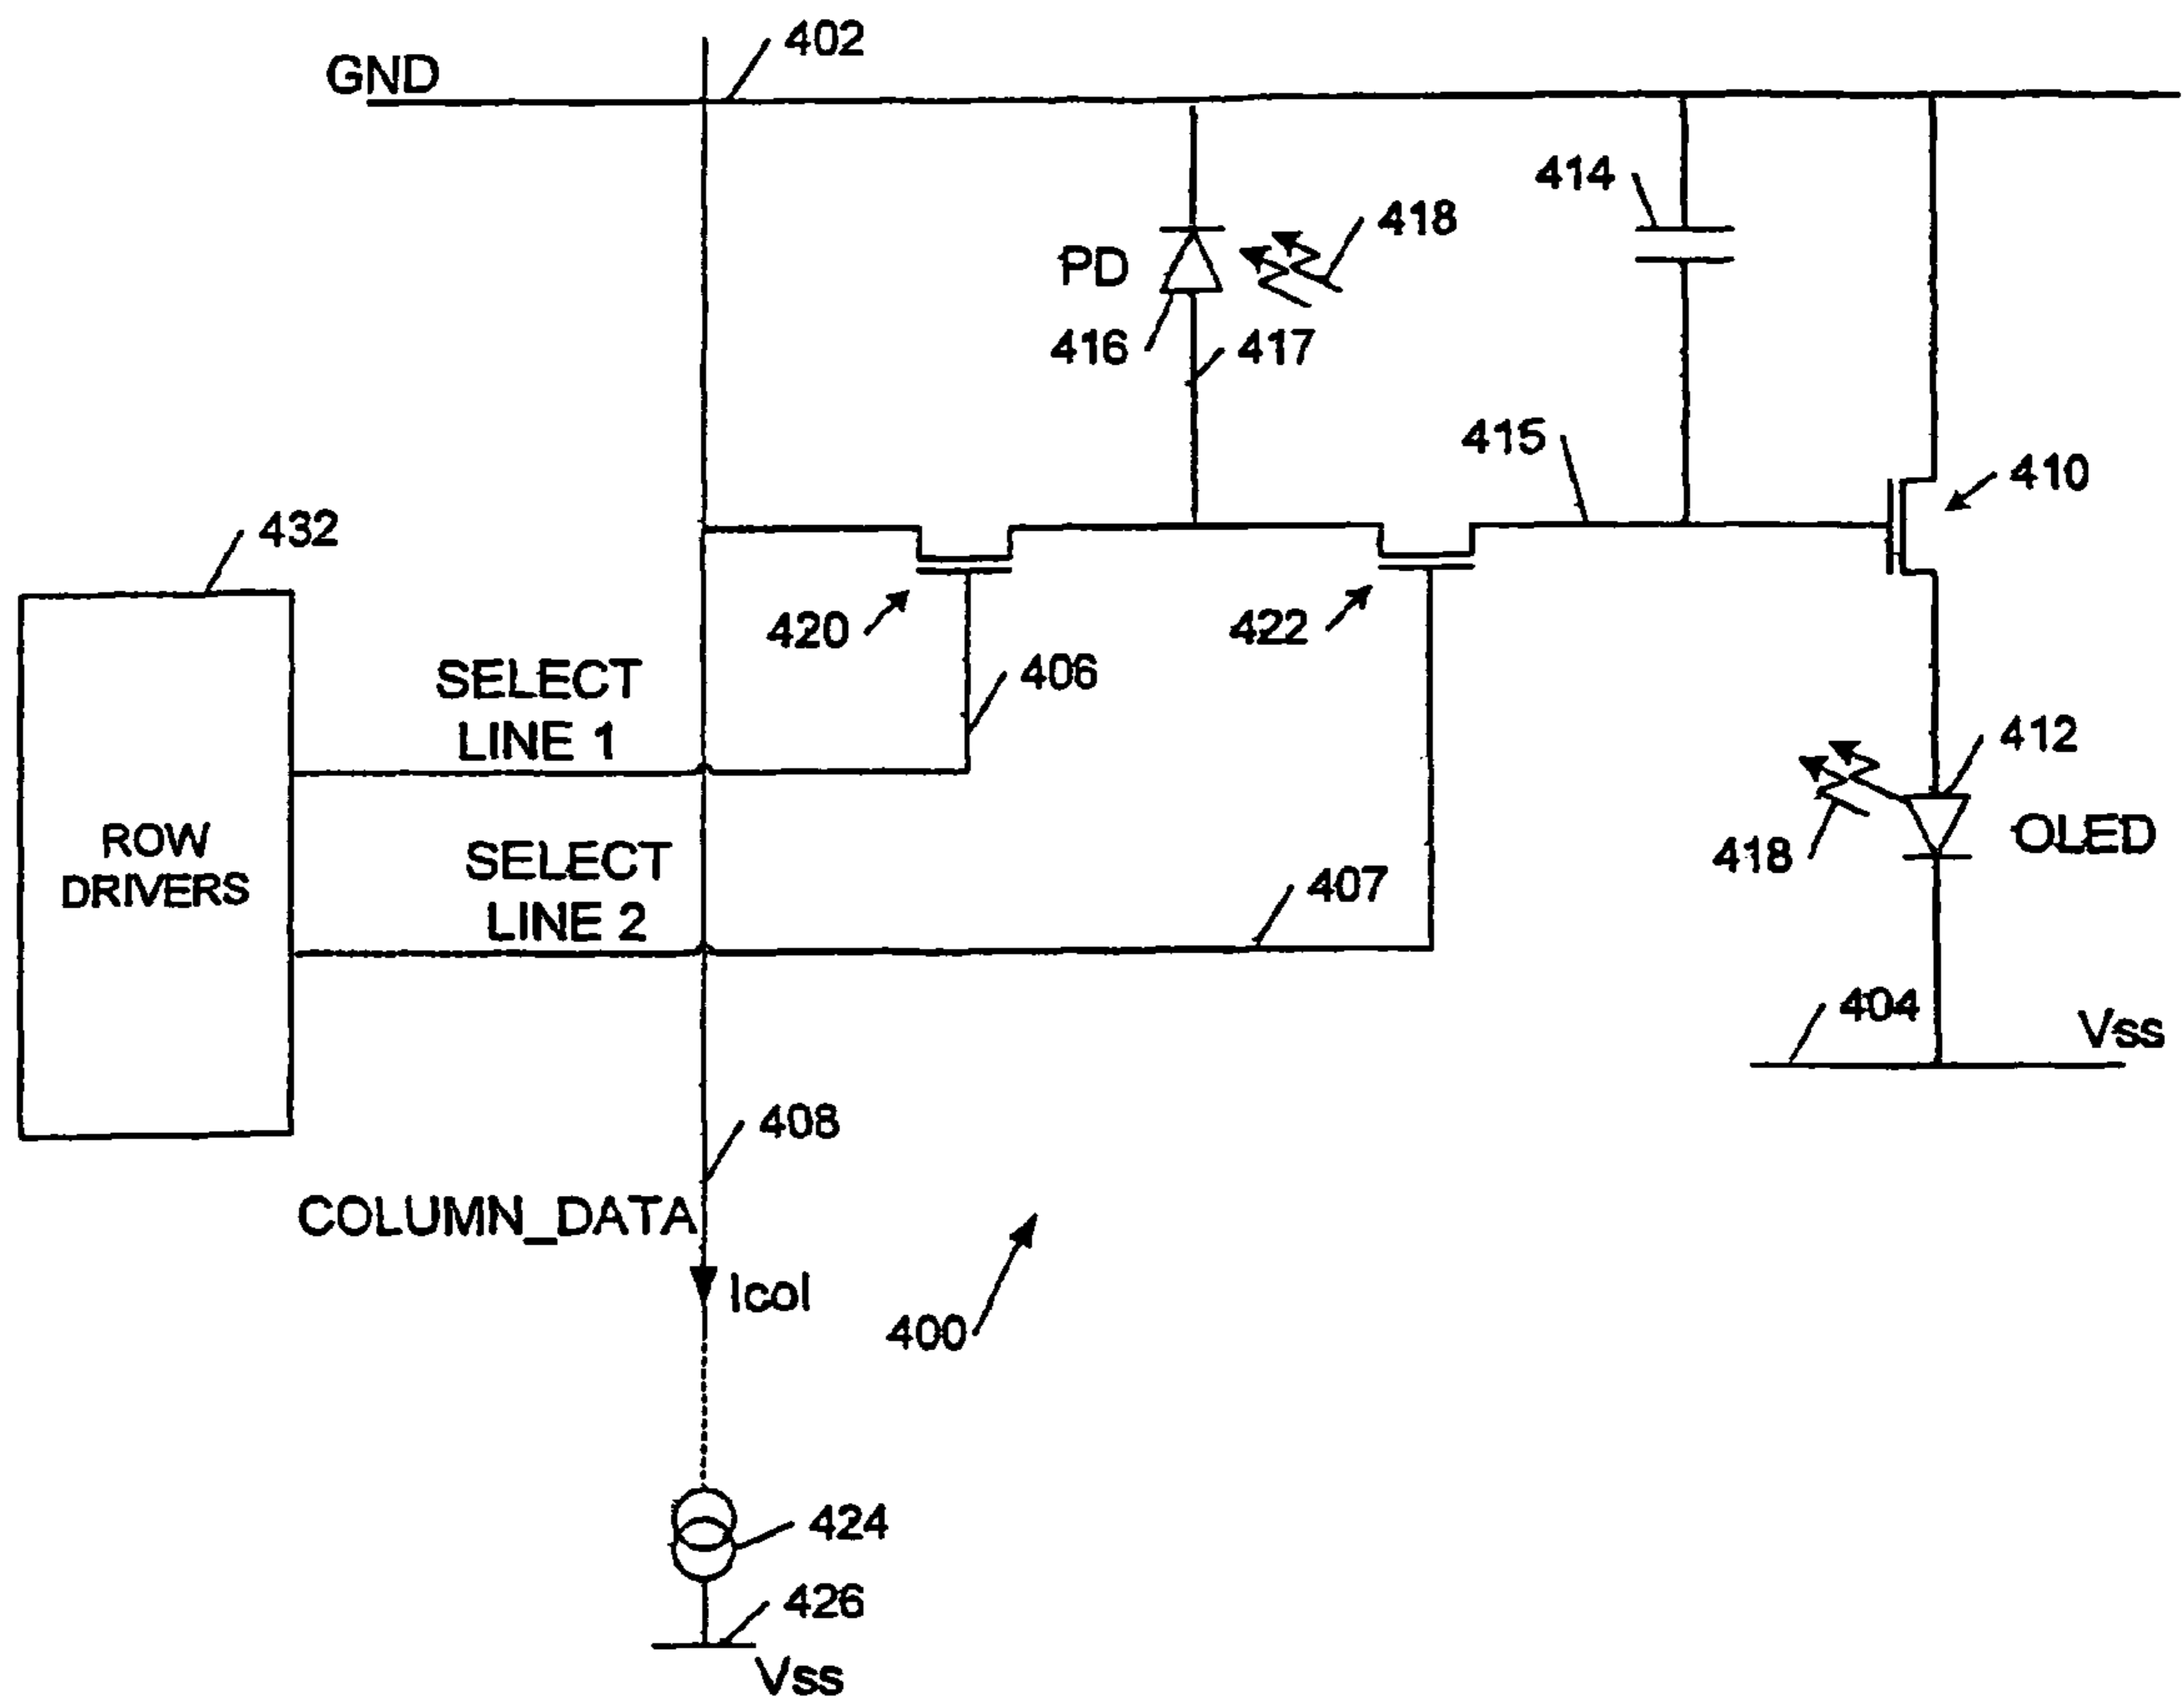 402
GND
414
418
PD
416
417
415
410
432
420
422
SELECT
LINE 1
406
412
ROW
DRIVERS
SELECT
LINE 2
418
OLED
407
404
Vss
408
COLUMN_DATA
Icol
400
424
426
Vss